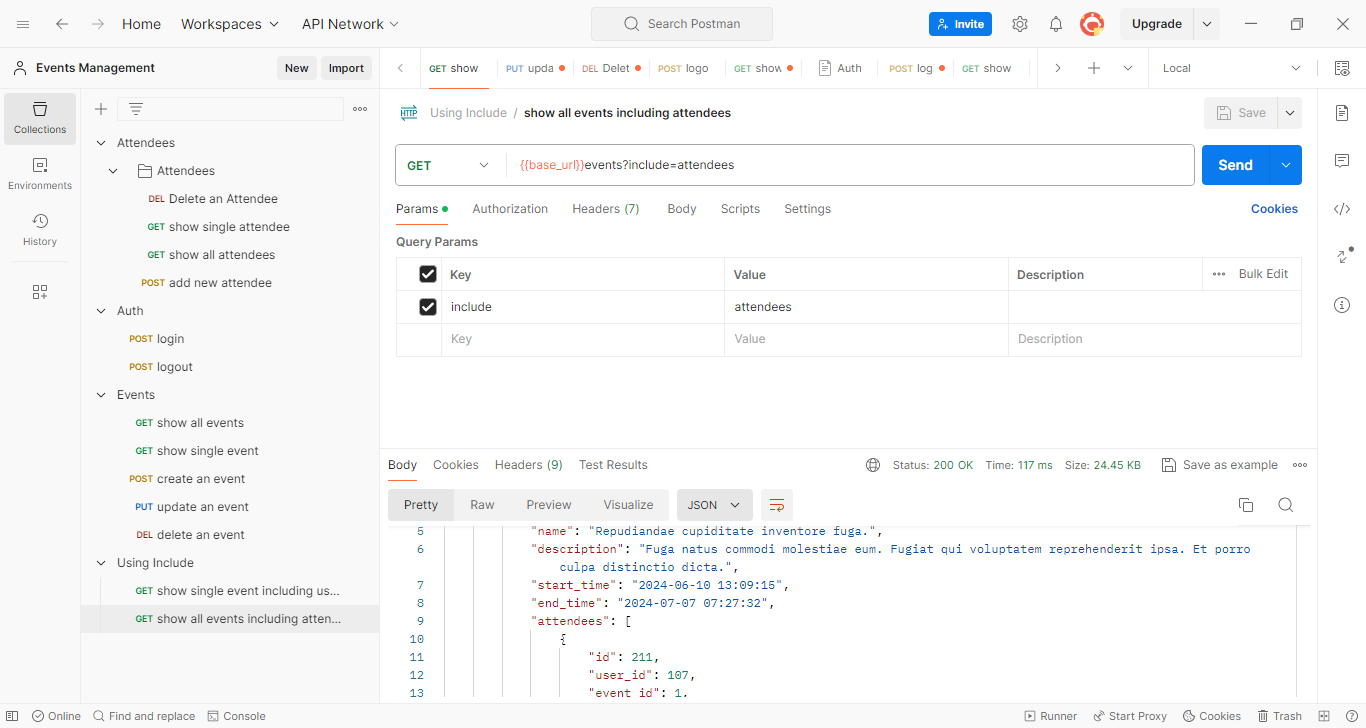 Home Workspaces API Network Search Postman Invite Upgrade
Events Management New Import
GET show PUT upda DEL Delet POST logo GET show Auth POST log GET show Local
Collections
Environments
History
Attendees
Attendees
DEL Delete an Attendee
GET show single attendee
GET show all attendees
POST add new attendee
Auth
POST login
POST logout
Events
GET show all events
GET show single event
POST create an event
PUT update an event
DEL delete an event
Using Include
GET show single event including us...
GET show all events including atten...
HTTP Using Include / show all events including attendees Save
GET {{base_url}}events?include=attendees Send
Params Authorization Headers (7) Body Scripts Settings Cookies
Query Params
Key Value Description Bulk Edit
include attendees
Key Value Description
Body Cookies Headers (9) Test Results Status: 200 OK Time: 117 ms Size: 24.45 KB Save as example
Pretty Raw Preview Visualize JSON
5 "name": "Repudiandae cupiditate inventore fuga.",
6 "description": "Fuga natus commodi molestiae eum. Fugiat qui voluptatem reprehenderit ipsa. Et porro
culpa distinctio dicta.",
7 "start_time": "2024-06-10 13:09:15",
8 "end_time": "2024-07-07 07:27:32",
9 "attendees": [
10 {
11 "id": 211,
12 "user_id": 107,
13 "event_id": 1,
Online Find and replace Console Runner Start Proxy Cookies Trash